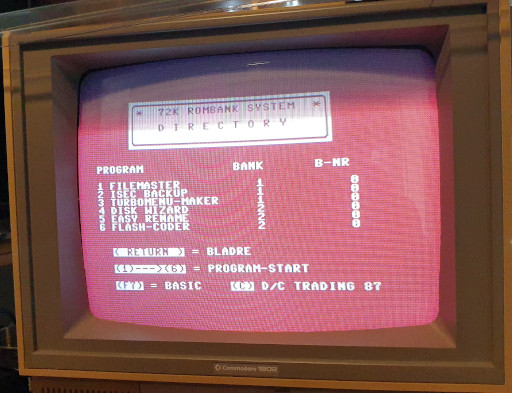 * 72K ROMBANK SYSTEM *
DIRECTORY
PROGRAM BANK B-NR
1 FILEMASTER 1 0
2 ISEC BACKUP 1 0
3 TURBOMENU-MAKER 1 0
4 DISK WIZARD 2 0
5 EASY RENAME 2 0
6 FLASH-CODER 2 0
( RETURN ) = BLADRE
(1)--->(6) = PROGRAM-START
(F7) = BASIC (C) D/C TRADING 87
Commodore 1802